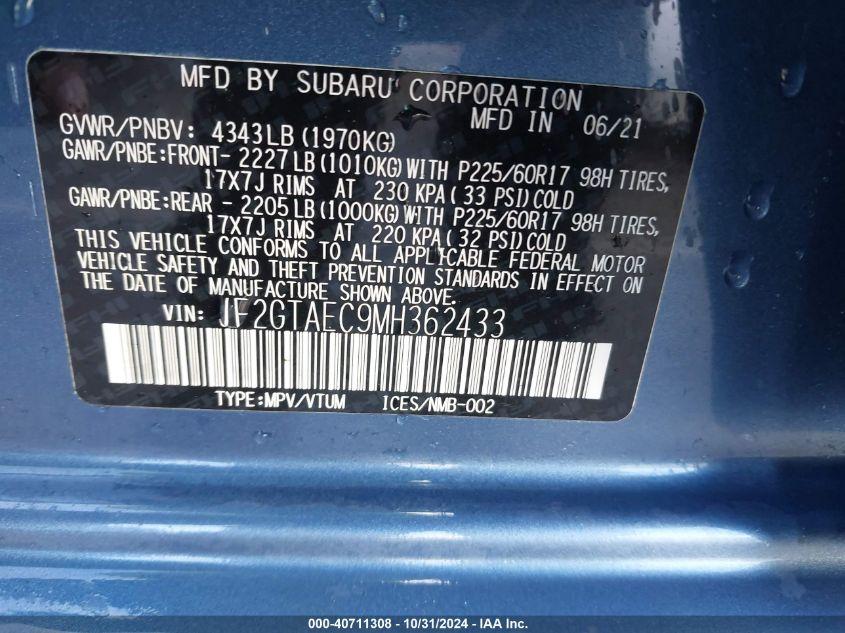 MFD BY SUBARU CORPORATION
MFD IN 06/21
GVWR/PNBV: 4343LB (1970KG)
GAWR/PNBE:FRONT- 2227LB (1010KG) WITH P225/60R17 98H TIRES,
17X7J RIMS AT 230 KPA ( 33 PSI) COLD
GAWR/PNBE:REAR - 2205LB (1000KG) WITH P225/60R17 98H TIRES,
17X7J RIMS AT 220 KPA ( 32 PSI) COLD
THIS VEHICLE CONFORMS TO ALL APPLICABLE FEDERAL MOTOR
VEHICLE SAFETY AND THEFT PREVENTION STANDARDS IN EFFECT ON
THE DATE OF MANUFACTURE SHOWN ABOVE.
VIN: JF2GTAEC9MH362433
TYPE:MPV/VTUM ICES/NMB-002
000-40711308 - 10/31/2024 - IAA Inc.